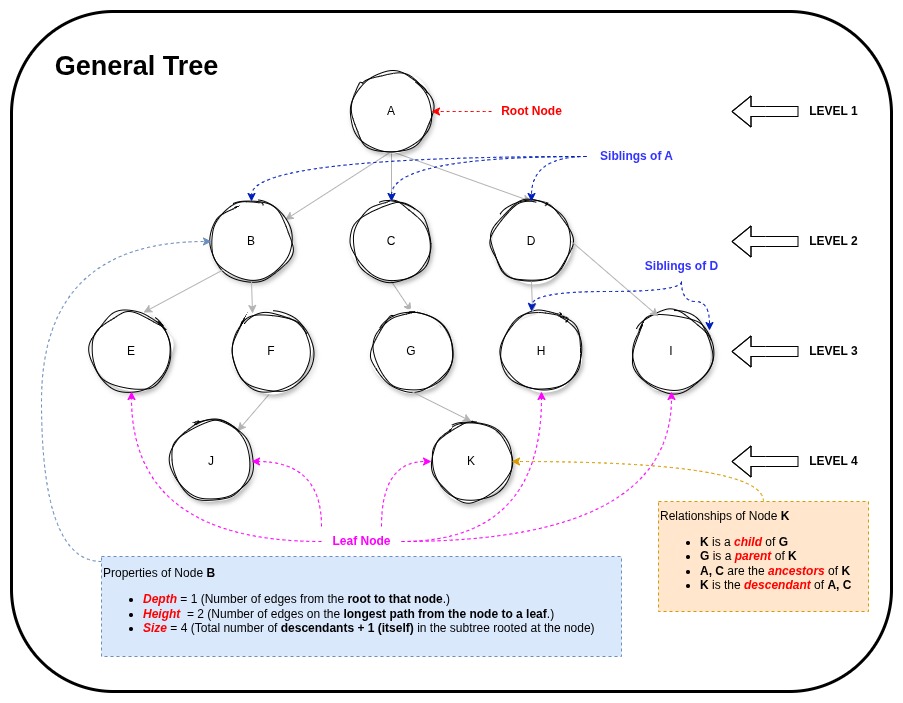 General Tree
A
Root Node
LEVEL 1
Siblings of A
B
C
D
LEVEL 2
Siblings of D
E
F
G
H
I
LEVEL 3
J
K
LEVEL 4
Leaf Node
Relationships of Node K
• K is a child of G
• G is a parent of K
• A, C are the ancestors of K
• K is the descendant of A, C
Properties of Node B
• Depth = 1 (Number of edges from the root to that node.)
• Height = 2 (Number of edges on the longest path from the node to a leaf.)
• Size = 4 (Total number of descendants + 1 (itself) in the subtree rooted at the node)